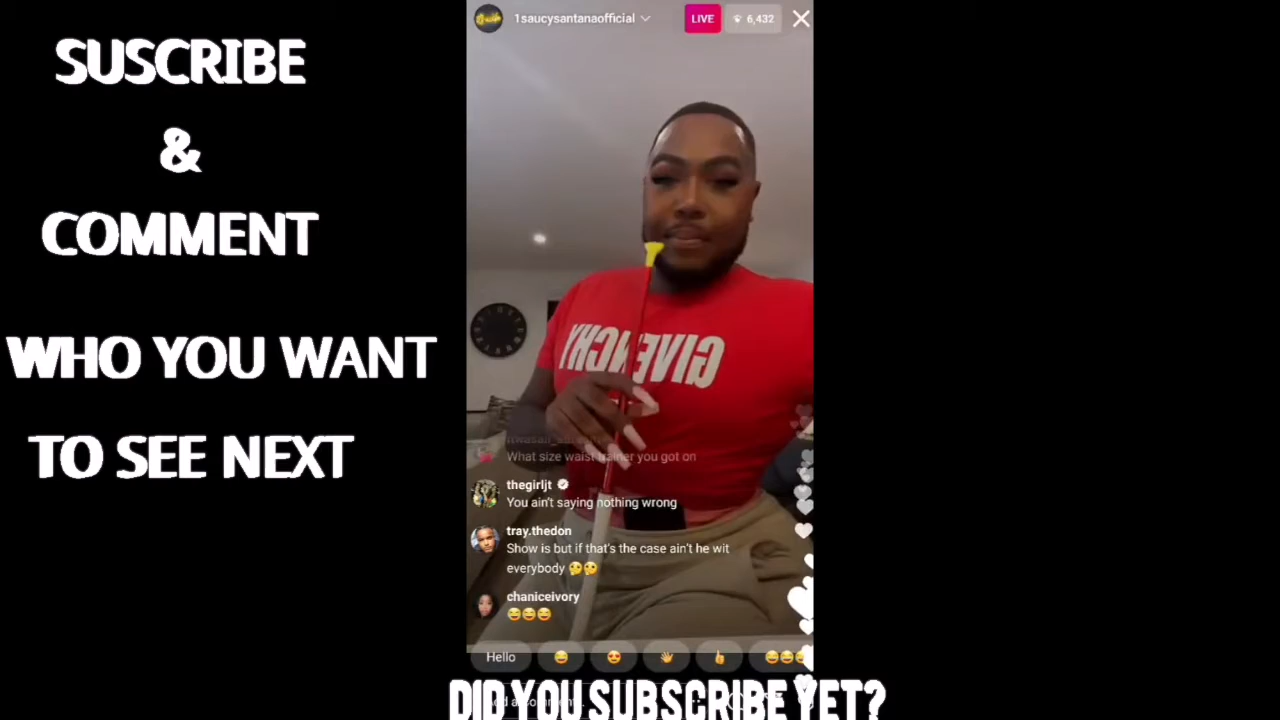 SUSCRIBE
&
COMMENT
WHO YOU WANT
TO SEE NEXT
1saucysantanaofficial
LIVE
6,432
GIVENCHY
What size waist trainer you got on
thegirljt
You ain't saying nothing wrong
tray.thedon
Show is but if that's the case ain't he wit
everybody 🤔🤔
chaniceivory
😂😂😂
Hello 😂 😍 👋 👍 😂😂😂
DID YOU SUBSCRIBE YET?